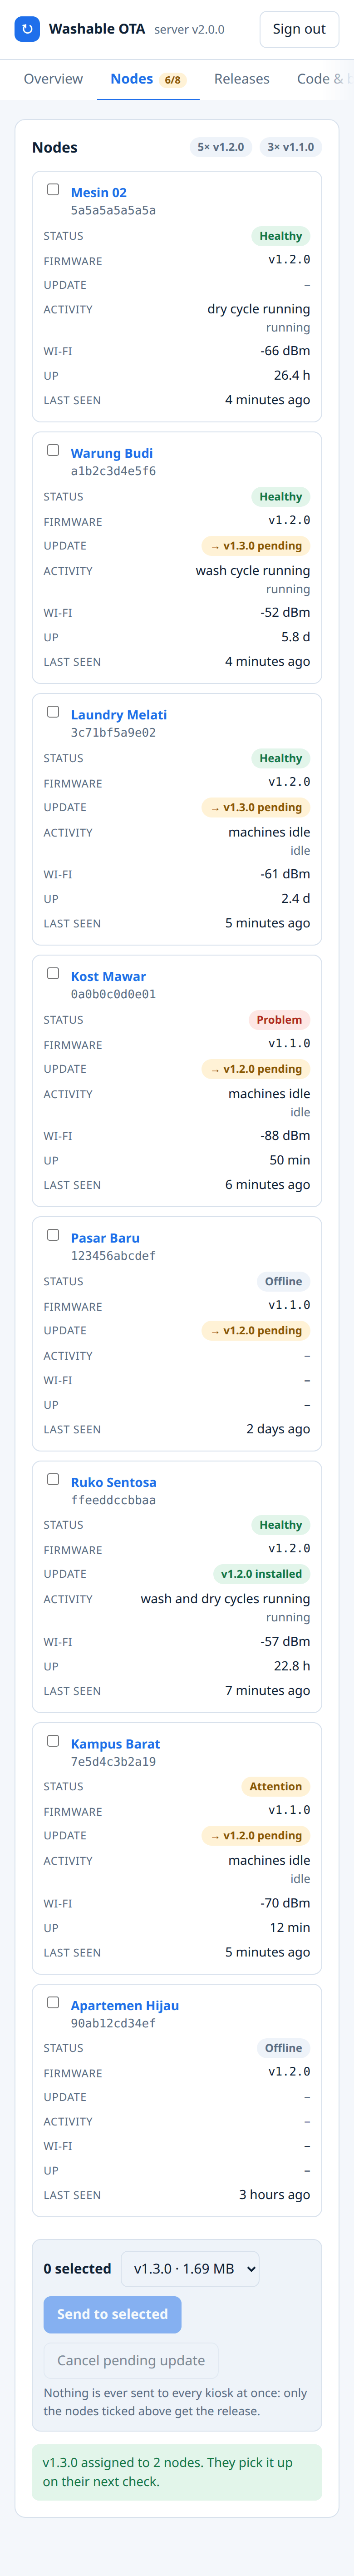 Washable OTA server v2.0.0 Sign out
Overview Nodes 6/8 Releases Code &
Nodes 5× v1.2.0 3× v1.1.0
Mesin 02
5a5a5a5a5a5a
STATUS Healthy
FIRMWARE v1.2.0
UPDATE –
ACTIVITY dry cycle running
running
WI-FI -66 dBm
UP 26.4 h
LAST SEEN 4 minutes ago
Warung Budi
a1b2c3d4e5f6
STATUS Healthy
FIRMWARE v1.2.0
UPDATE → v1.3.0 pending
ACTIVITY wash cycle running
running
WI-FI -52 dBm
UP 5.8 d
LAST SEEN 4 minutes ago
Laundry Melati
3c71bf5a9e02
STATUS Healthy
FIRMWARE v1.2.0
UPDATE → v1.3.0 pending
ACTIVITY machines idle
idle
WI-FI -61 dBm
UP 2.4 d
LAST SEEN 5 minutes ago
Kost Mawar
0a0b0c0d0e01
STATUS Problem
FIRMWARE v1.1.0
UPDATE → v1.2.0 pending
ACTIVITY machines idle
idle
WI-FI -88 dBm
UP 50 min
LAST SEEN 6 minutes ago
Pasar Baru
123456abcdef
STATUS Offline
FIRMWARE v1.1.0
UPDATE → v1.2.0 pending
ACTIVITY –
WI-FI –
UP –
LAST SEEN 2 days ago
Ruko Sentosa
ffeeddccbbaa
STATUS Healthy
FIRMWARE v1.2.0
UPDATE v1.2.0 installed
ACTIVITY wash and dry cycles running
running
WI-FI -57 dBm
UP 22.8 h
LAST SEEN 7 minutes ago
Kampus Barat
7e5d4c3b2a19
STATUS Attention
FIRMWARE v1.1.0
UPDATE → v1.2.0 pending
ACTIVITY machines idle
idle
WI-FI -70 dBm
UP 12 min
LAST SEEN 5 minutes ago
Apartemen Hijau
90ab12cd34ef
STATUS Offline
FIRMWARE v1.2.0
UPDATE –
ACTIVITY –
WI-FI –
UP –
LAST SEEN 3 hours ago
0 selected v1.3.0 · 1.69 MB
Send to selected
Cancel pending update
Nothing is ever sent to every kiosk at once: only
the nodes ticked above get the release.
v1.3.0 assigned to 2 nodes. They pick it up
on their next check.